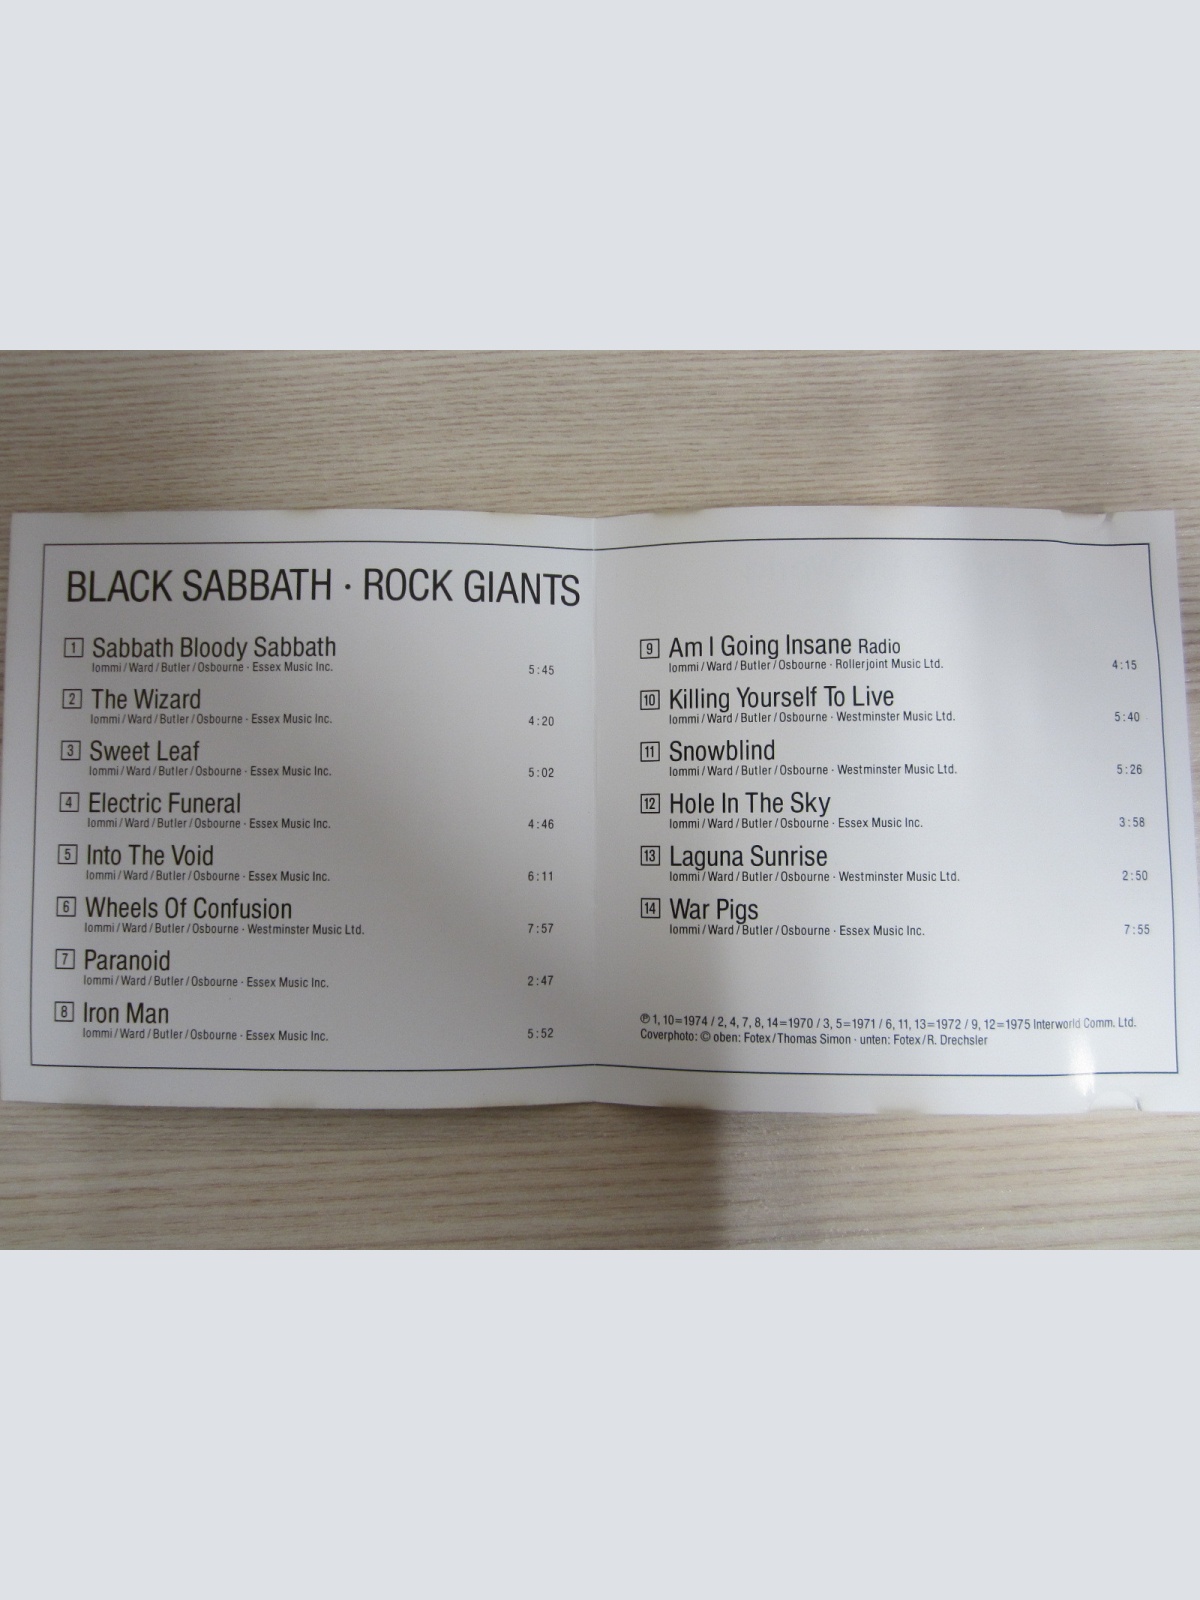 BLACK SABBATH · ROCK GIANTS
1 Sabbath Bloody Sabbath
Iommi/Ward/Butler/Osbourne · Essex Music Inc. 5:45
2 The Wizard
Iommi/Ward/Butler/Osbourne · Essex Music Inc. 4:20
3 Sweet Leaf
Iommi/Ward/Butler/Osbourne · Essex Music Inc. 5:02
4 Electric Funeral
Iommi/Ward/Butler/Osbourne · Essex Music Inc. 4:46
5 Into The Void
Iommi/Ward/Butler/Osbourne · Essex Music Inc. 6:11
6 Wheels Of Confusion
Iommi/Ward/Butler/Osbourne · Westminster Music Ltd. 7:57
7 Paranoid
Iommi/Ward/Butler/Osbourne · Essex Music Inc. 2:47
8 Iron Man
Iommi/Ward/Butler/Osbourne · Essex Music Inc. 5:52
9 Am I Going Insane Radio
Iommi/Ward/Butler/Osbourne · Rollerjoint Music Ltd. 4:15
10 Killing Yourself To Live
Iommi/Ward/Butler/Osbourne · Westminster Music Ltd. 5:40
11 Snowblind
Iommi/Ward/Butler/Osbourne · Westminster Music Ltd. 5:26
12 Hole In The Sky
Iommi/Ward/Butler/Osbourne · Essex Music Inc. 3:58
13 Laguna Sunrise
Iommi/Ward/Butler/Osbourne · Westminster Music Ltd. 2:50
14 War Pigs
Iommi/Ward/Butler/Osbourne · Essex Music Inc. 7:55
℗ 1, 10=1974 / 2, 4, 7, 8, 14=1970 / 3, 5=1971 / 6, 11, 13=1972 / 9, 12=1975 Interworld Comm. Ltd.
Coverphoto: © oben: Fotex/Thomas Simon · unten: Fotex/R. Drechsler